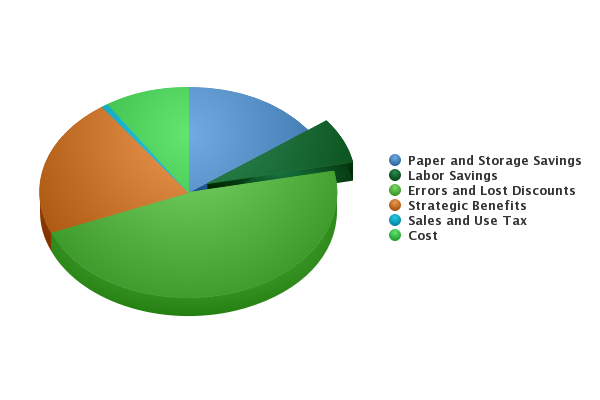 Paper and Storage Savings
Labor Savings
Errors and Lost Discounts
Strategic Benefits
Sales and Use Tax
Cost